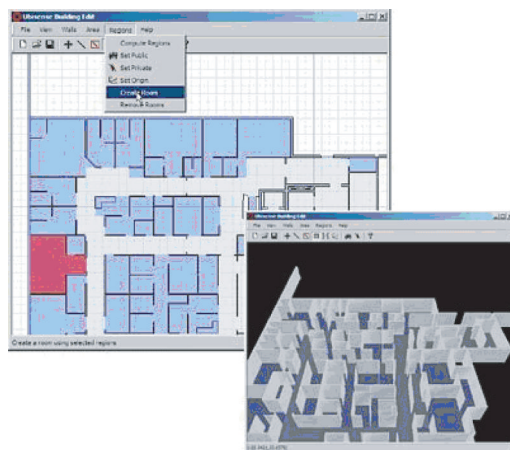 Ubisense Building Edit
File View Walls Area Regions Help
Compute Regions
Set Public
Set Private
Set Origin
Create Room
Remove Rooms
Create a room using selected regions
Ubisense Building Edit
File View Walls Area Regions Help